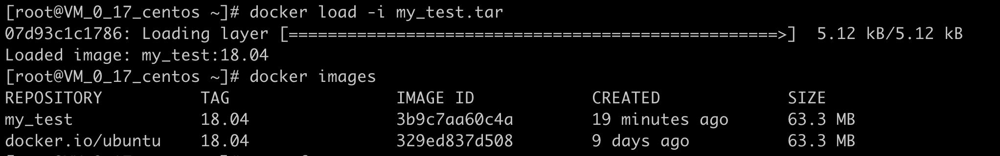 [root@VM_0_17_centos ~]# docker load -i my_test.tar
07d93c1c1786: Loading layer [==================================================>]  5.12 kB/5.12 kB
Loaded image: my_test:18.04
[root@VM_0_17_centos ~]# docker images
REPOSITORY          TAG                 IMAGE ID            CREATED             SIZE
my_test             18.04               3b9c7aa60c4a        19 minutes ago      63.3 MB
docker.io/ubuntu    18.04               329ed837d508        9 days ago          63.3 MB